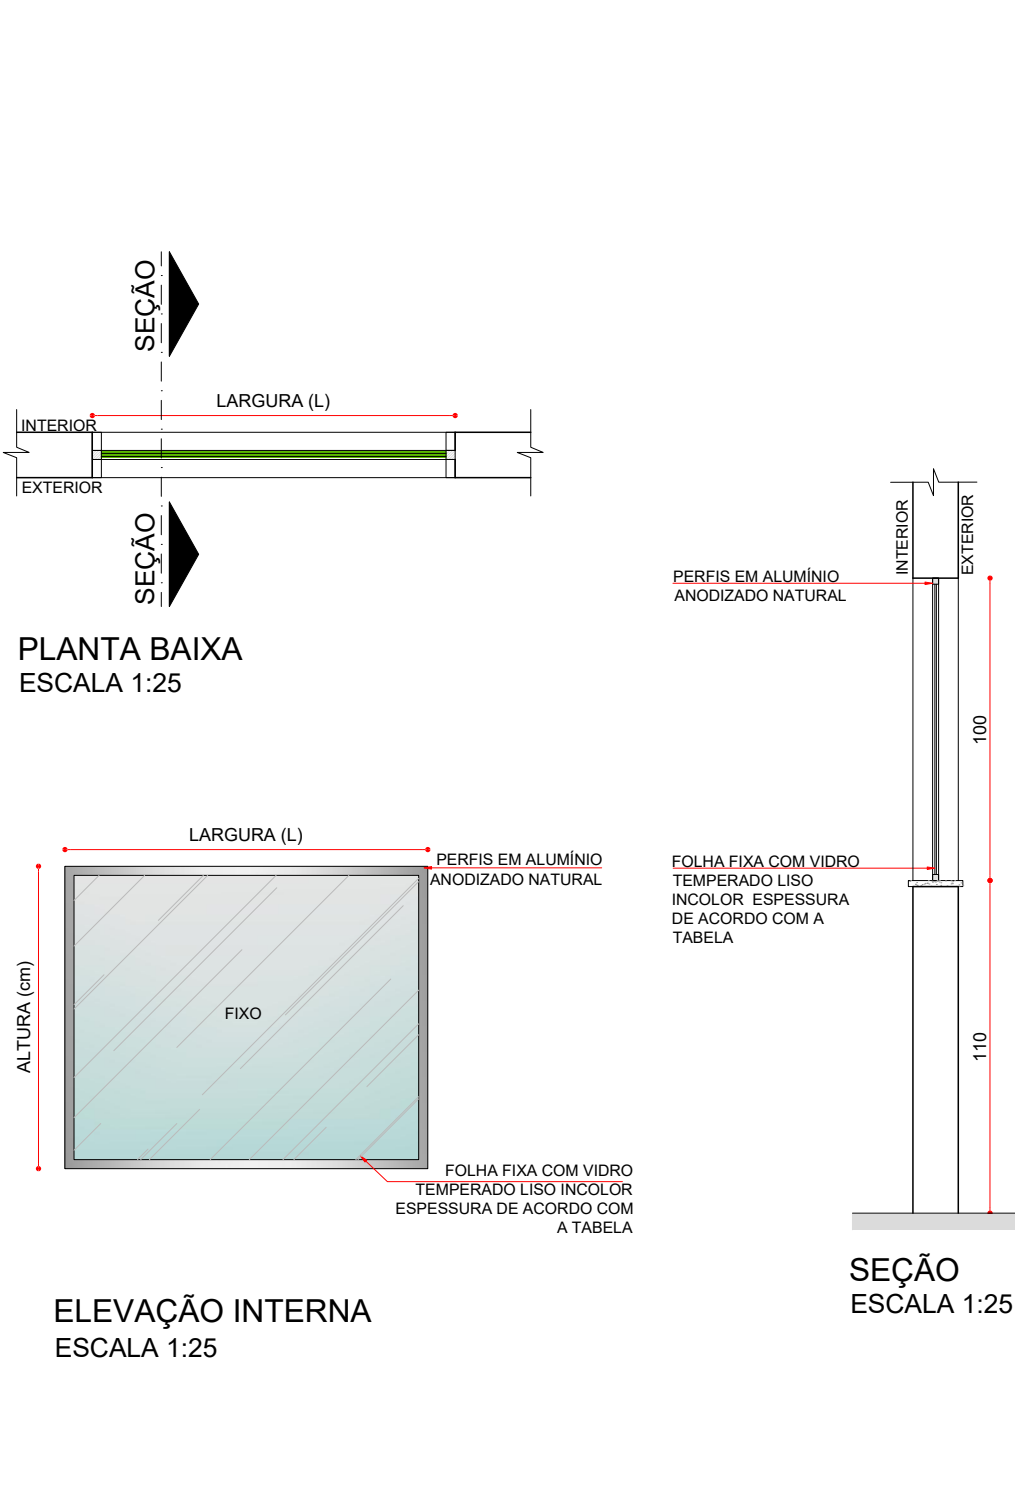 SEÇÃO
LARGURA (L)
INTERIOR
EXTERIOR
SEÇÃO
PLANTA BAIXA
ESCALA 1:25
LARGURA (L)
PERFIS EM ALUMÍNIO
ANODIZADO NATURAL
ALTURA (cm)
FIXO
FOLHA FIXA COM VIDRO
TEMPERADO LISO INCOLOR
ESPESSURA DE ACORDO COM
A TABELA
ELEVAÇÃO INTERNA
ESCALA 1:25
INTERIOR
EXTERIOR
PERFIS EM ALUMÍNIO
ANODIZADO NATURAL
100
FOLHA FIXA COM VIDRO
TEMPERADO LISO
INCOLOR ESPESSURA
DE ACORDO COM A
TABELA
110
SEÇÃO
ESCALA 1:25